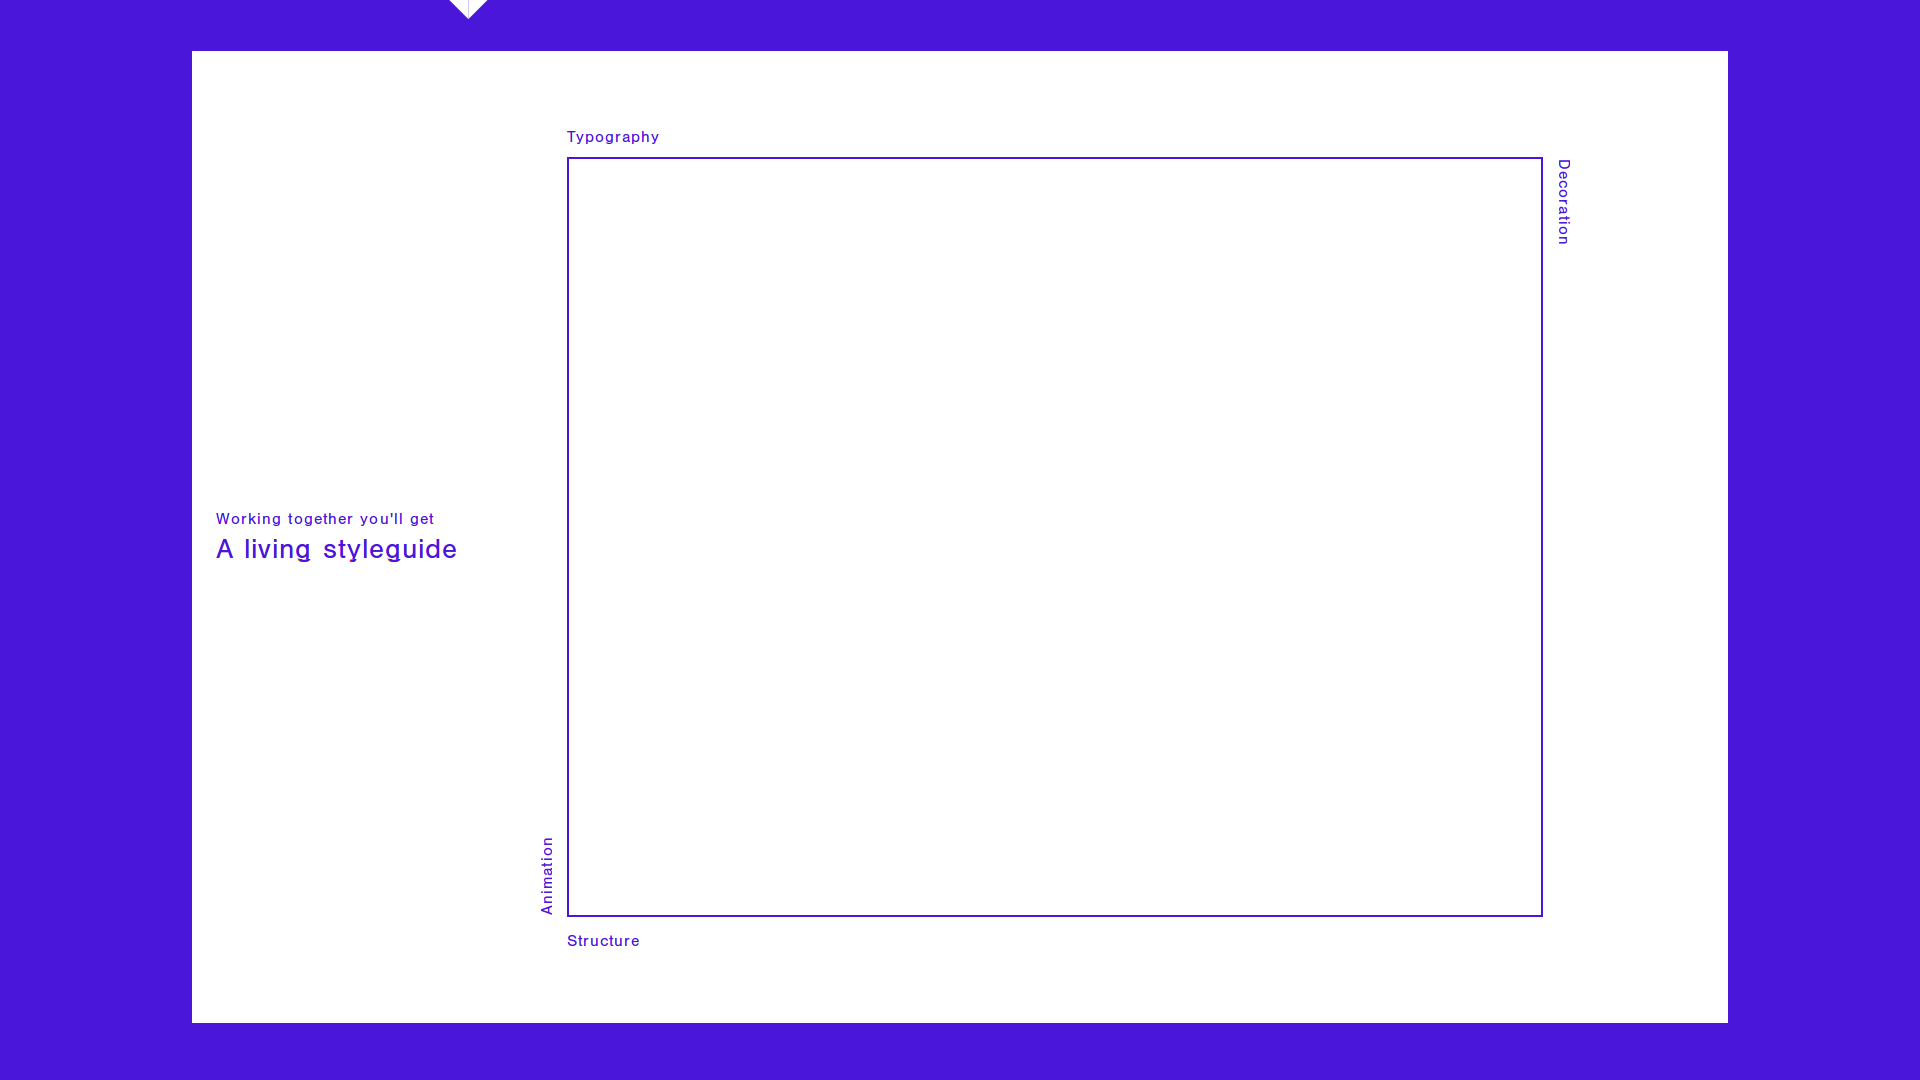 Typography
Decoration
Working together you'll get
A living styleguide
Animation
Structure